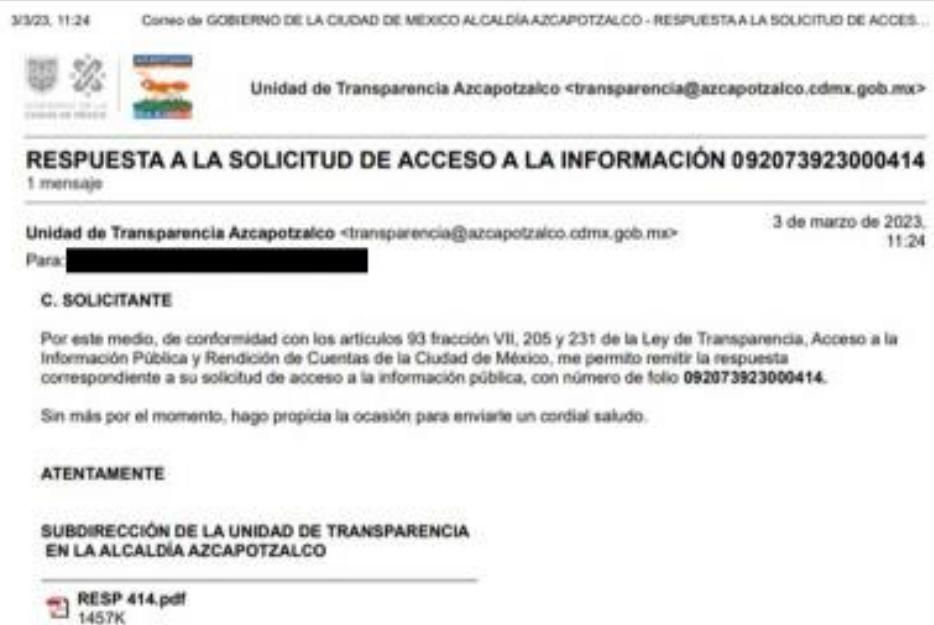 3/3/23, 11:24 Correo de GOBIERNO DE LA CIUDAD DE MEXICO ALCALDÍA AZCAPOTZALCO - RESPUESTA A LA SOLICITUD DE ACCES...
GOBIERNO DE LA
CIUDAD DE MÉXICO
Unidad de Transparencia Azcapotzalco <transparencia@azcapotzalco.cdmx.gob.mx>
RESPUESTA A LA SOLICITUD DE ACCESO A LA INFORMACIÓN 092073923000414
1 mensaje
Unidad de Transparencia Azcapotzalco <transparencia@azcapotzalco.cdmx.gob.mx>
3 de marzo de 2023,
11:24
Para:
C. SOLICITANTE
Por este medio, de conformidad con los artículos 93 fracción VII, 205 y 231 de la Ley de Transparencia, Acceso a la
Información Pública y Rendición de Cuentas de la Ciudad de México, me permito remitir la respuesta
correspondiente a su solicitud de acceso a la información pública, con número de folio 092073923000414.
Sin más por el momento, hago propicia la ocasión para enviarle un cordial saludo.
ATENTAMENTE
SUBDIRECCIÓN DE LA UNIDAD DE TRANSPARENCIA
EN LA ALCALDÍA AZCAPOTZALCO
RESP 414.pdf
1457K